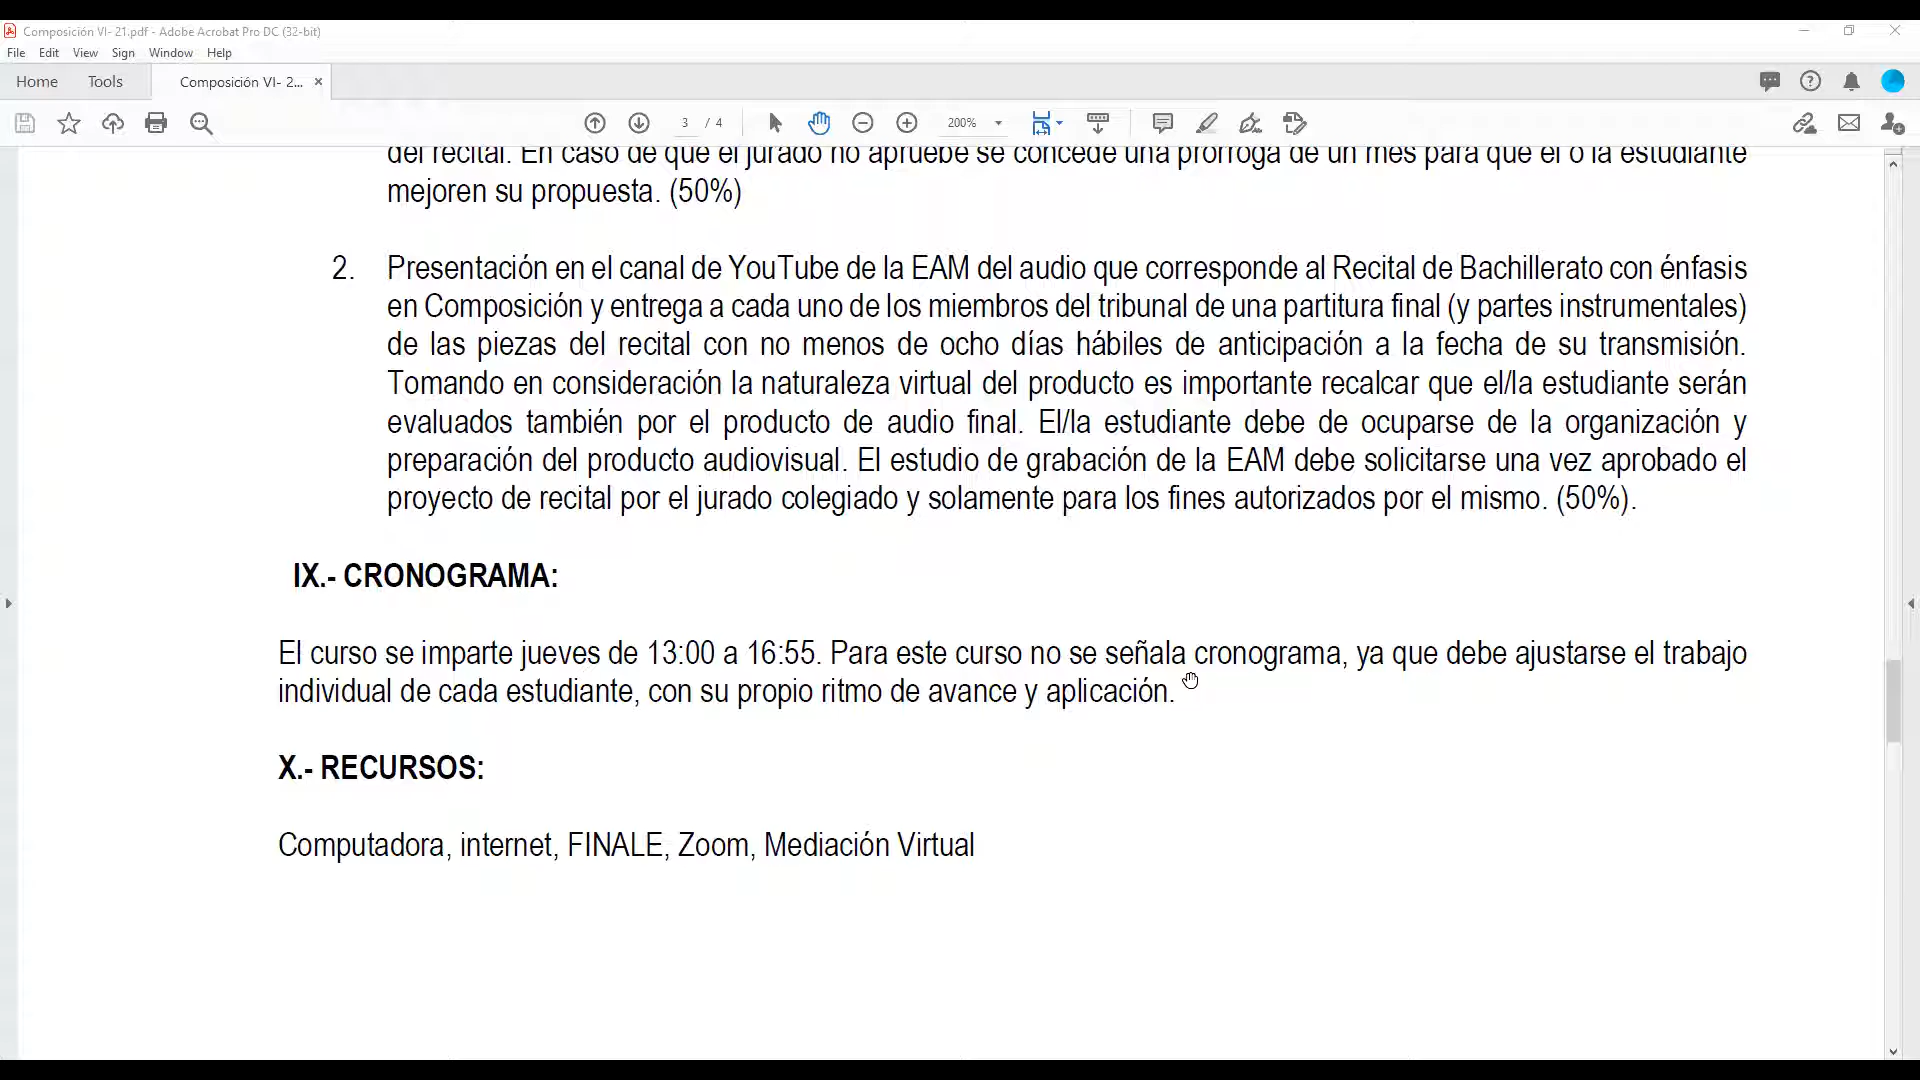 Composición VI- 21.pdf - Adobe Acrobat Pro DC (32-bit)
File Edit View Sign Window Help
Home Tools Composición VI- 2... ×
3 / 4 200%
del recital. En caso de que el jurado no apruebe se concede una prórroga de un mes para que el o la estudiante
mejoren su propuesta. (50%)
2. Presentación en el canal de YouTube de la EAM del audio que corresponde al Recital de Bachillerato con énfasis
en Composición y entrega a cada uno de los miembros del tribunal de una partitura final (y partes instrumentales)
de las piezas del recital con no menos de ocho días hábiles de anticipación a la fecha de su transmisión.
Tomando en consideración la naturaleza virtual del producto es importante recalcar que el/la estudiante serán
evaluados también por el producto de audio final. El/la estudiante debe de ocuparse de la organización y
preparación del producto audiovisual. El estudio de grabación de la EAM debe solicitarse una vez aprobado el
proyecto de recital por el jurado colegiado y solamente para los fines autorizados por el mismo. (50%).
IX.- CRONOGRAMA:
El curso se imparte jueves de 13:00 a 16:55. Para este curso no se señala cronograma, ya que debe ajustarse el trabajo
individual de cada estudiante, con su propio ritmo de avance y aplicación.
X.- RECURSOS:
Computadora, internet, FINALE, Zoom, Mediación Virtual